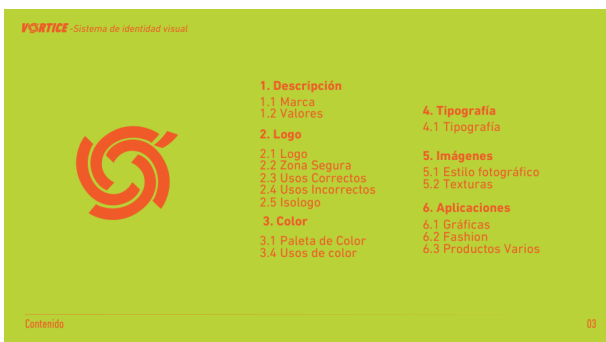 VORTICE -Sistema de identidad visual
1. Descripción
1.1 Marca
1.2 Valores
2. Logo
2.1 Logo
2.2 Zona Segura
2.3 Usos Correctos
2.4 Usos Incorrectos
2.5 Isologo
3. Color
3.1 Paleta de Color
3.4 Usos de color
4. Tipografía
4.1 Tipografía
5. Imágenes
5.1 Estilo fotográfico
5.2 Texturas
6. Aplicaciones
6.1 Gráficas
6.2 Fashion
6.3 Productos Varios
Contenido
03